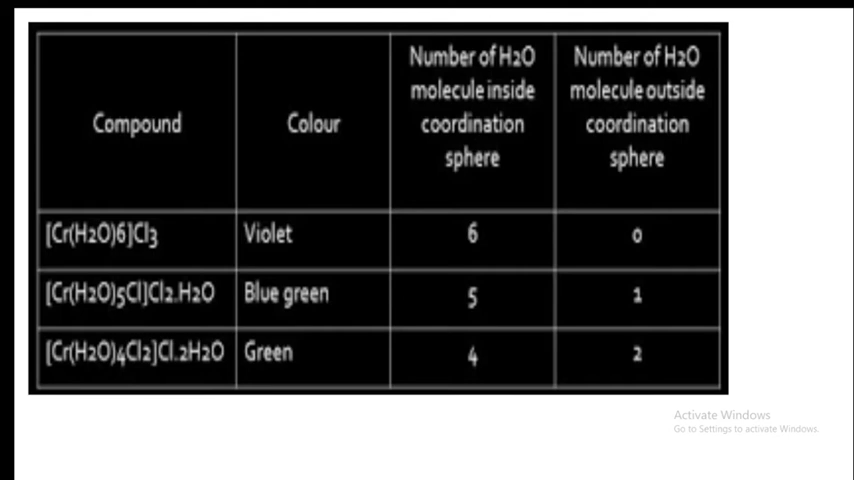 Compound
Colour
Number of H2O
molecule inside
coordination
sphere
Number of H2O
molecule outside
coordination
sphere
[Cr(H2O)6]Cl3
Violet
6
0
[Cr(H2O)5Cl]Cl2.H2O
Blue green
5
1
[Cr(H2O)4Cl2]Cl.2H2O
Green
4
2
Activate Windows
Go to Settings to activate Windows.